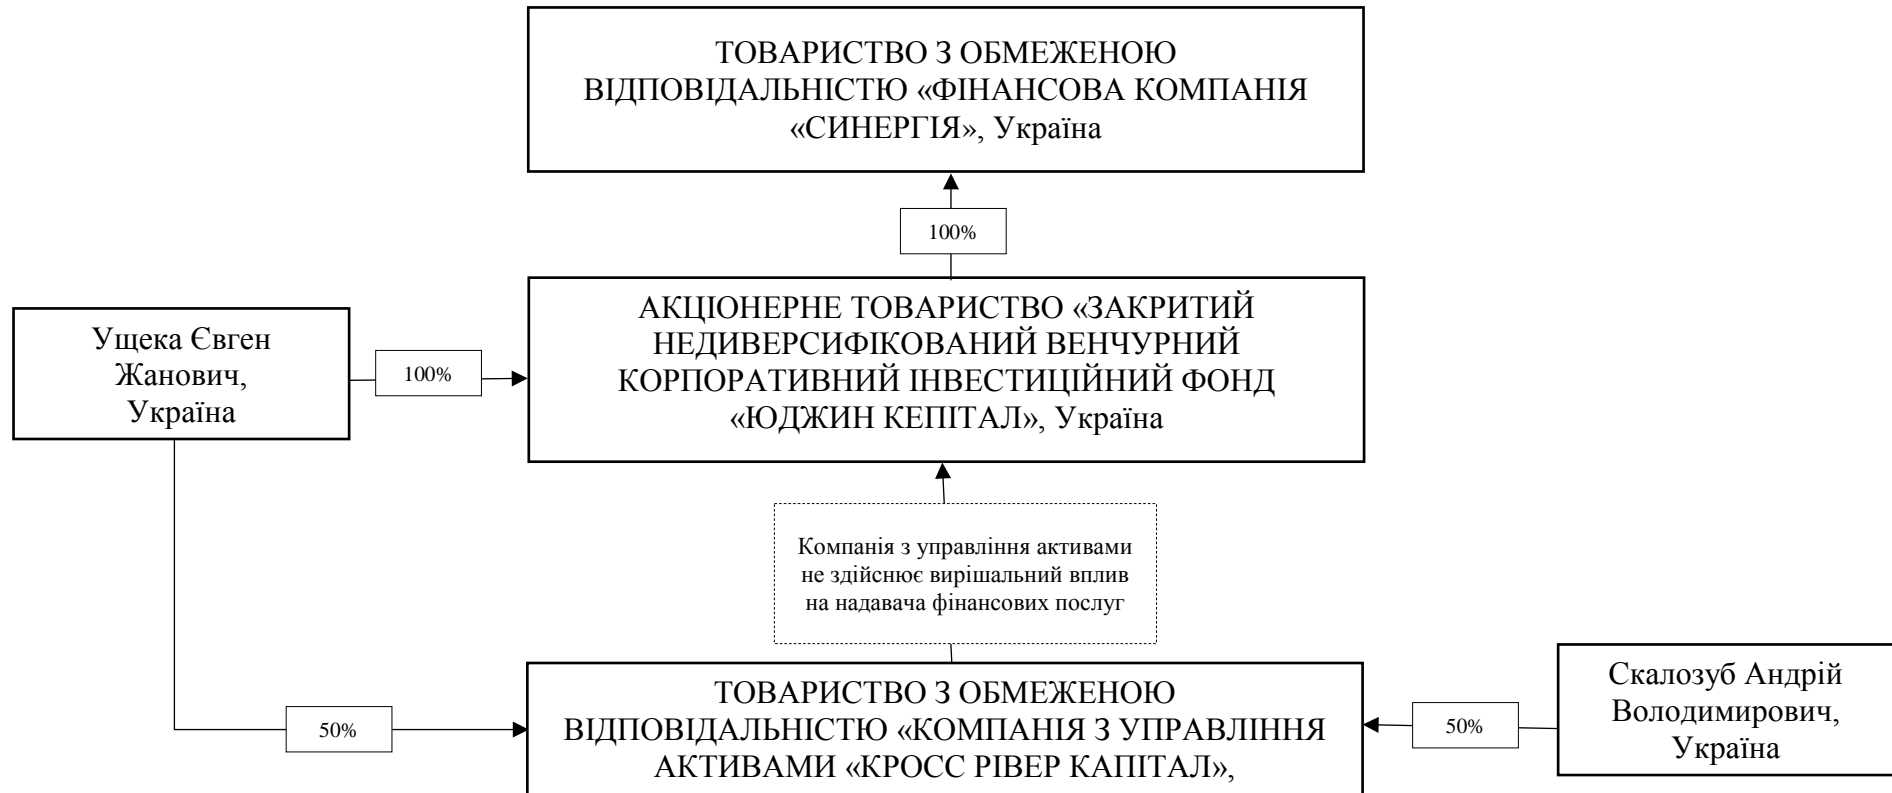 ТОВАРИСТВО З ОБМЕЖЕНОЮ
ВІДПОВІДАЛЬНІСТЮ «ФІНАНСОВА КОМПАНІЯ
«СИНЕРГІЯ», Україна
100%
АКЦІОНЕРНЕ ТОВАРИСТВО «ЗАКРИТИЙ
НЕДИВЕРСИФІКОВАНИЙ ВЕНЧУРНИЙ
КОРПОРАТИВНИЙ ІНВЕСТИЦІЙНИЙ ФОНД
«ЮДЖИН КЕПІТАЛ», Україна
Ущека Євген
Жанович,
Україна
100%
Компанія з управління активами
не здійснює вирішальний вплив
на надавача фінансових послуг
ТОВАРИСТВО З ОБМЕЖЕНОЮ
ВІДПОВІДАЛЬНІСТЮ «КОМПАНІЯ З УПРАВЛІННЯ
АКТИВАМИ «КРОСС РІВЕР КАПІТАЛ»,
50%
50%
Скалозуб Андрій
Володимирович,
Україна